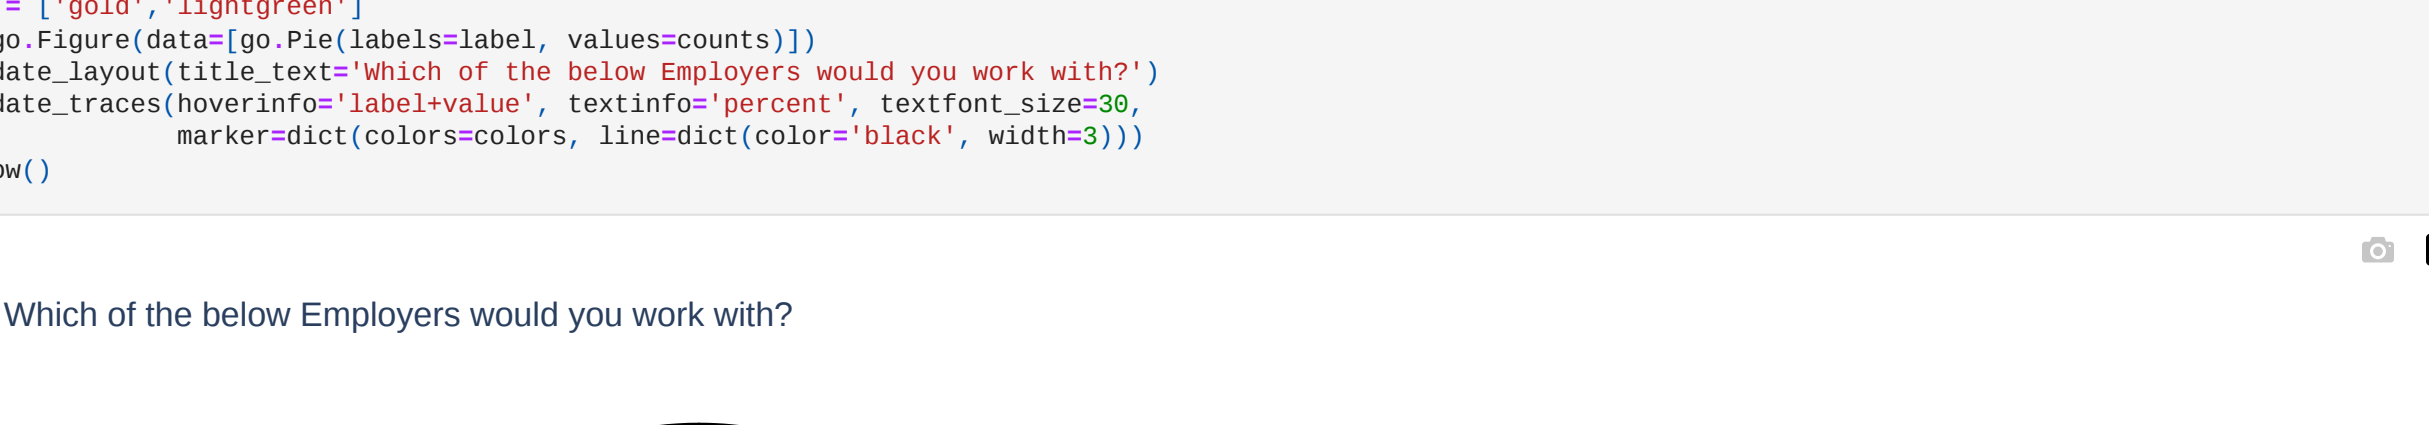 = ['gold','lightgreen']
go.Figure(data=[go.Pie(labels=label, values=counts)])
date_layout(title_text='Which of the below Employers would you work with?')
date_traces(hoverinfo='label+value', textinfo='percent', textfont_size=30,
marker=dict(colors=colors, line=dict(color='black', width=3)))
ow()
Which of the below Employers would you work with?